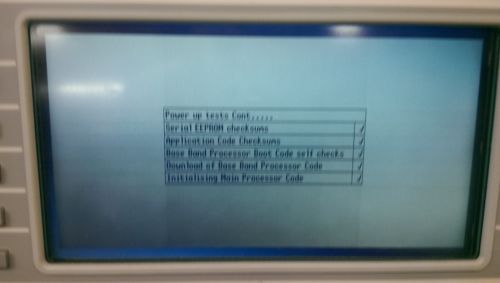 Power up tests Cont.....
Serial EEPROM checksums ✓
Application Code Checksums ✓
Base Band Processor Boot Code self checks ✓
Download of Base Band Processor Code ✓
Initialising Main Processor Code ✓